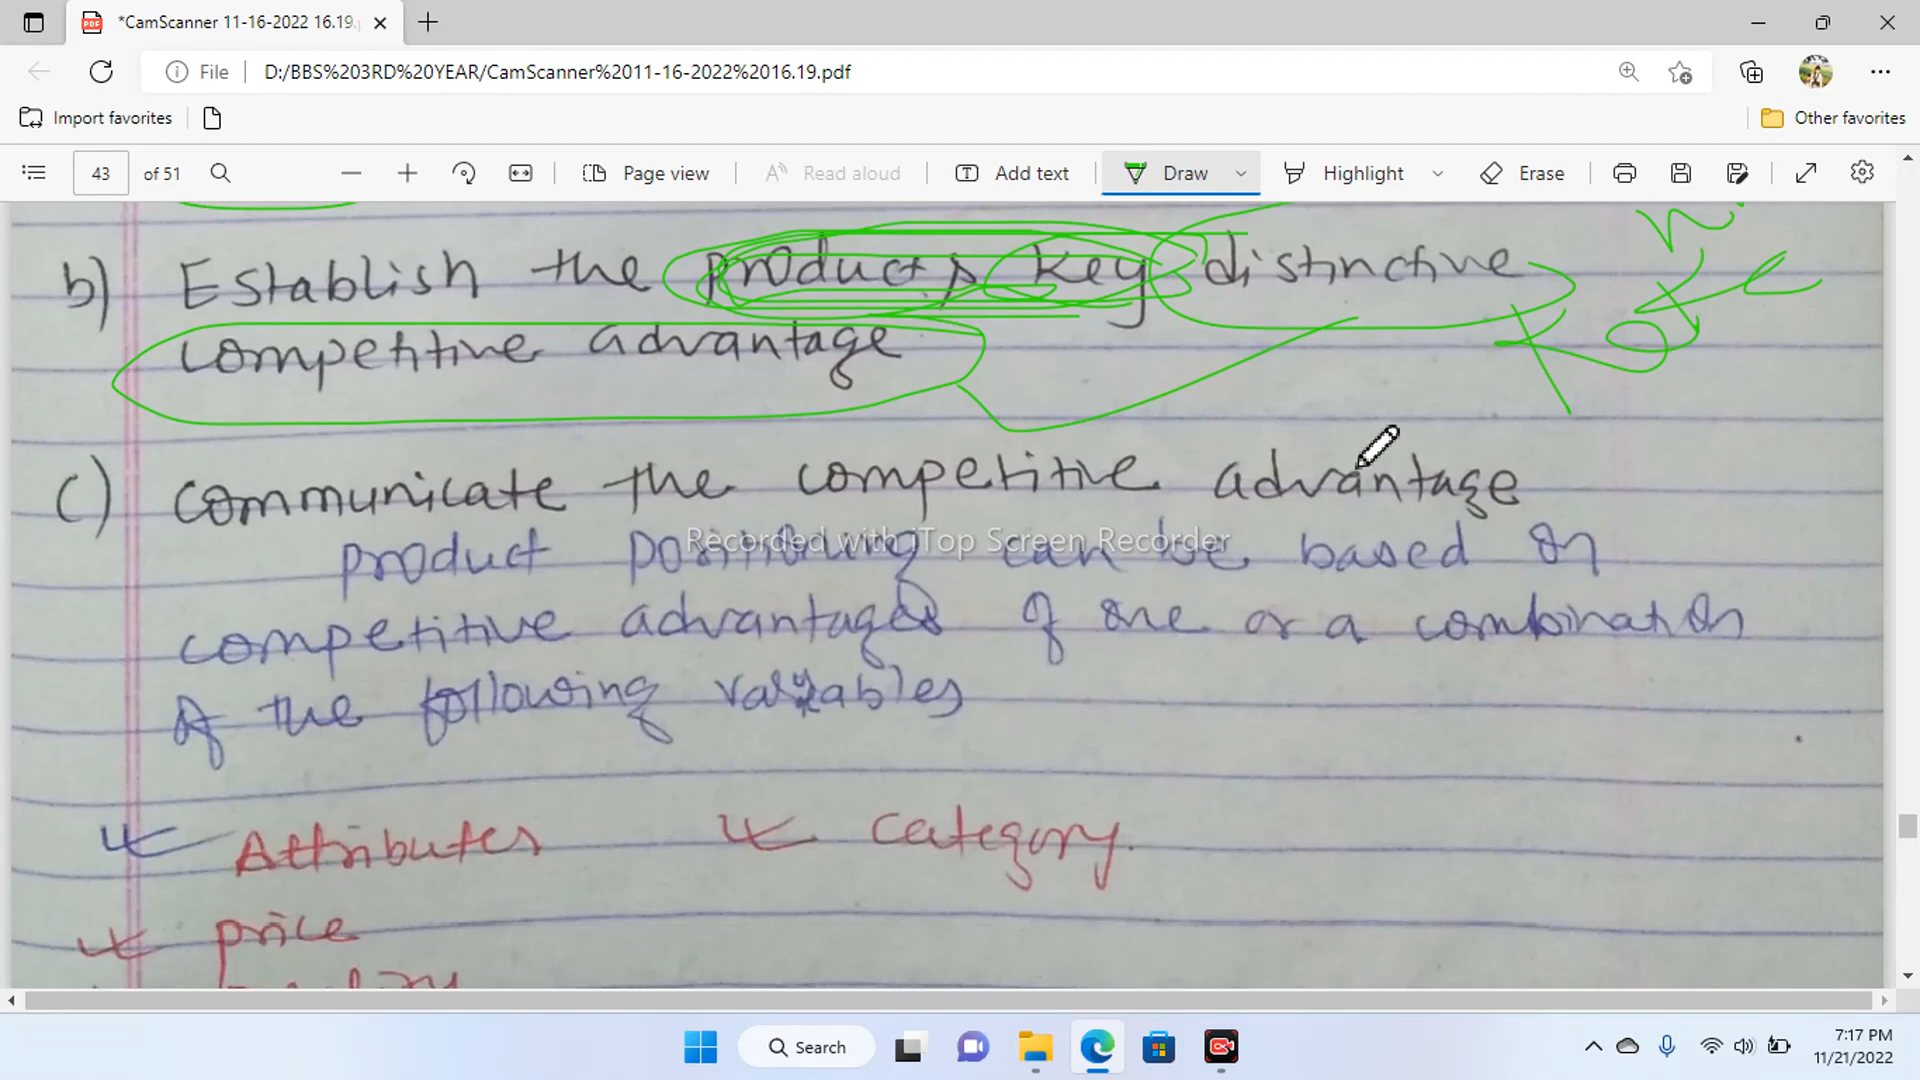 *CamScanner 11-16-2022 16.19.
File D:/BBS%203RD%20YEAR/CamScanner%2011-16-2022%2016.19.pdf
Import favorites Other favorites
43 of 51 Page view Read aloud Add text Draw Highlight Erase
b) Establish the product's key distinctive
competitive advantage
c) communicate the competitive advantage
Recorded with iTop Screen Recorder
product positioning can be based on
competitive advantages of one or a combination
of the following variables
Attributes category.
price
Search
7:17 PM
11/21/2022